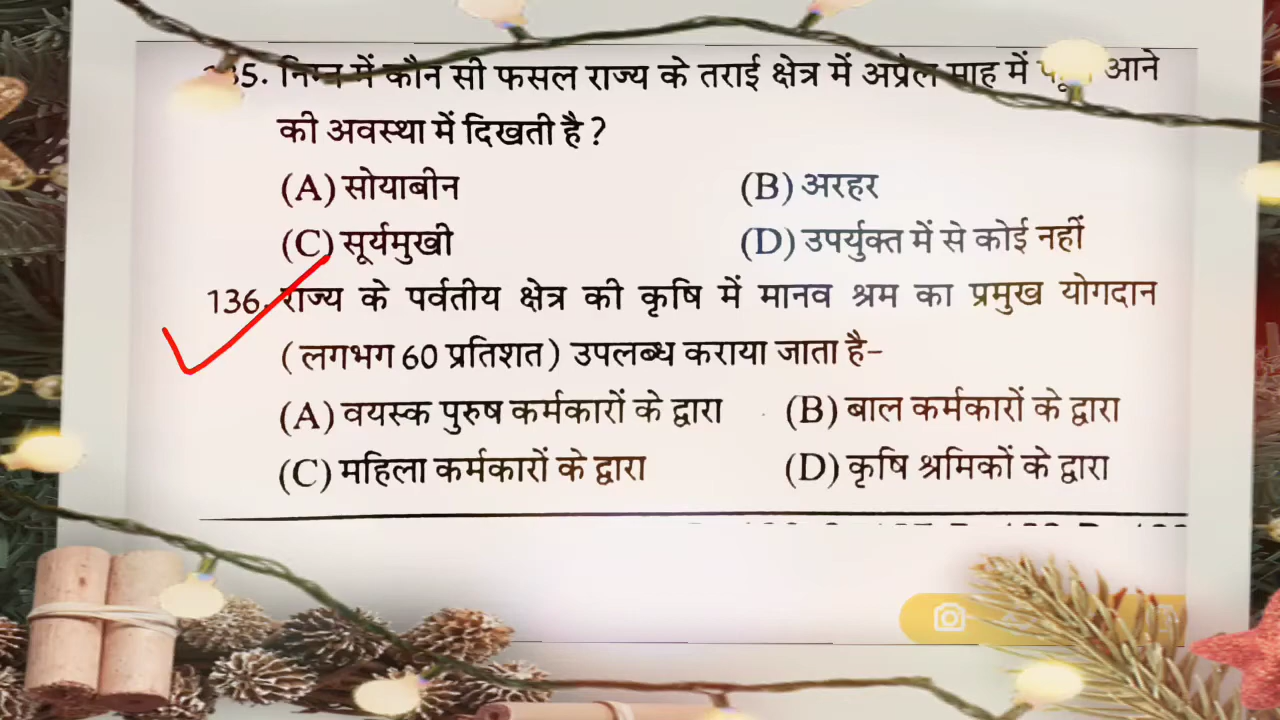 35. निम्न में कौन सी फसल राज्य के तराई क्षेत्र में अप्रैल माह में आने
की अवस्था में दिखती है ?
(A) सोयाबीन (B) अरहर
(C) सूर्यमुखी (D) उपर्युक्त में से कोई नहीं
136. राज्य के पर्वतीय क्षेत्र की कृषि में मानव श्रम का प्रमुख योगदान
(लगभग 60 प्रतिशत) उपलब्ध कराया जाता है-
(A) वयस्क पुरुष कर्मकारों के द्वारा (B) बाल कर्मकारों के द्वारा
(C) महिला कर्मकारों के द्वारा (D) कृषि श्रमिकों के द्वारा